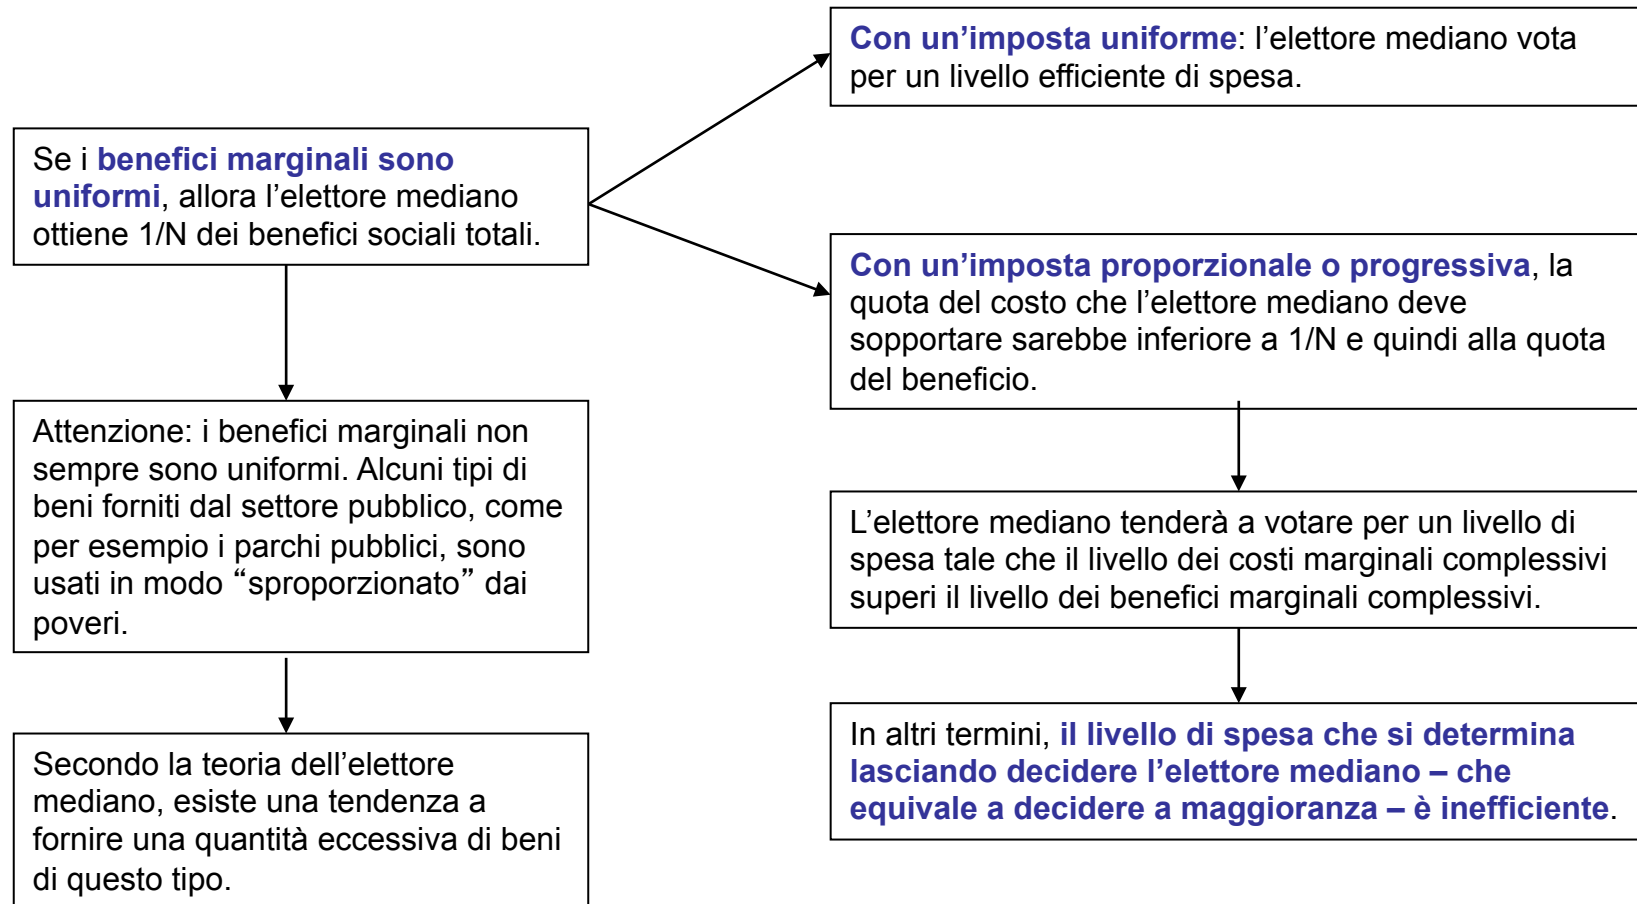 Con un’imposta uniforme: l’elettore mediano vota
per un livello efficiente di spesa.
Se i benefici marginali sono
uniformi, allora l’elettore mediano
ottiene 1/N dei benefici sociali totali.
Con un’imposta proporzionale o progressiva, la
quota del costo che l’elettore mediano deve
sopportare sarebbe inferiore a 1/N e quindi alla quota
del beneficio.
Attenzione: i benefici marginali non
sempre sono uniformi. Alcuni tipi di
beni forniti dal settore pubblico, come
per esempio i parchi pubblici, sono
usati in modo “sproporzionato” dai
poveri.
L’elettore mediano tenderà a votare per un livello di
spesa tale che il livello dei costi marginali complessivi
superi il livello dei benefici marginali complessivi.
In altri termini, il livello di spesa che si determina
lasciando decidere l’elettore mediano – che
equivale a decidere a maggioranza – è inefficiente.
Secondo la teoria dell’elettore
mediano, esiste una tendenza a
fornire una quantità eccessiva di beni
di questo tipo.